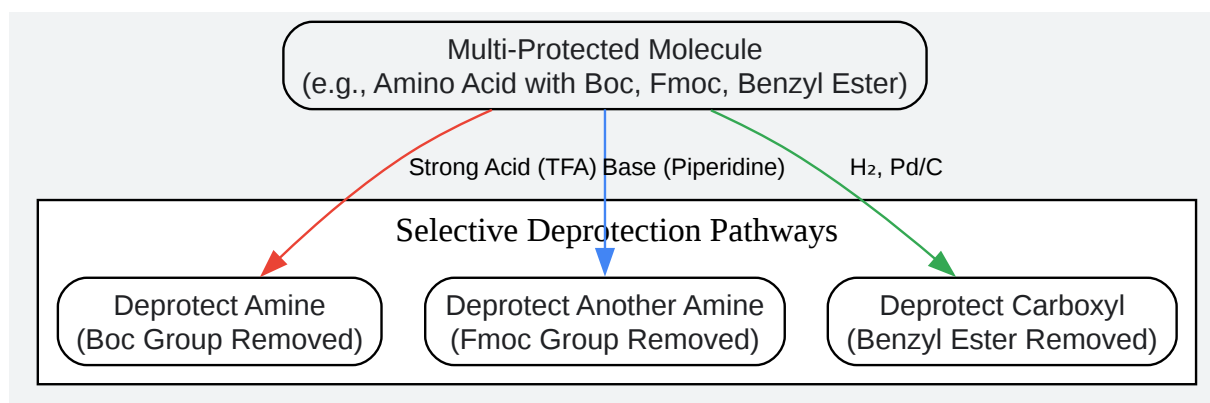 Multi-Protected Molecule
(e.g., Amino Acid with Boc, Fmoc, Benzyl Ester)
Strong Acid (TFA)
Base (Piperidine)
H₂, Pd/C
Selective Deprotection Pathways
Deprotect Amine
(Boc Group Removed)
Deprotect Another Amine
(Fmoc Group Removed)
Deprotect Carboxyl
(Benzyl Ester Removed)